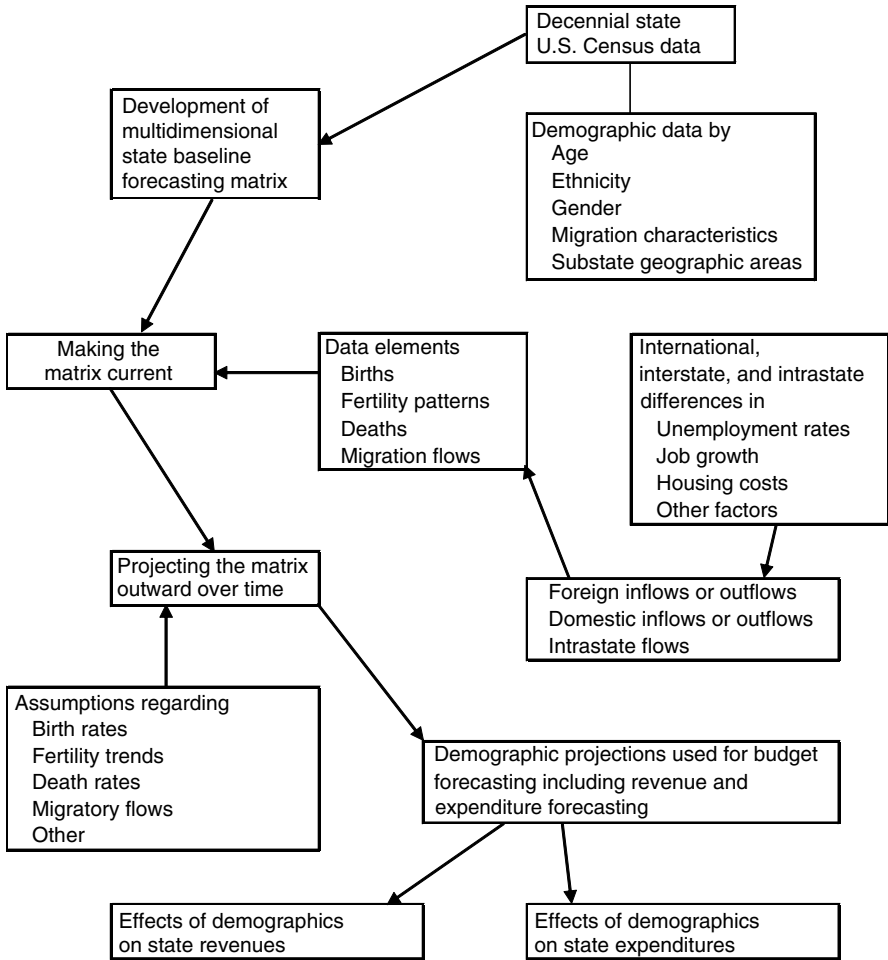 Decennial state
U.S. Census data
Development of
multidimensional
state baseline
forecasting matrix
Demographic data by
Age
Ethnicity
Gender
Migration characteristics
Substate geographic areas
Making the
matrix current
Data elements
Births
Fertility patterns
Deaths
Migration flows
International,
interstate, and intrastate
differences in
Unemployment rates
Job growth
Housing costs
Other factors
Projecting the matrix
outward over time
Foreign inflows or outflows
Domestic inflows or outflows
Intrastate flows
Assumptions regarding
Birth rates
Fertility trends
Death rates
Migratory flows
Other
Demographic projections used for budget
forecasting including revenue and
expenditure forecasting
Effects of demographics
on state revenues
Effects of demographics
on state expenditures